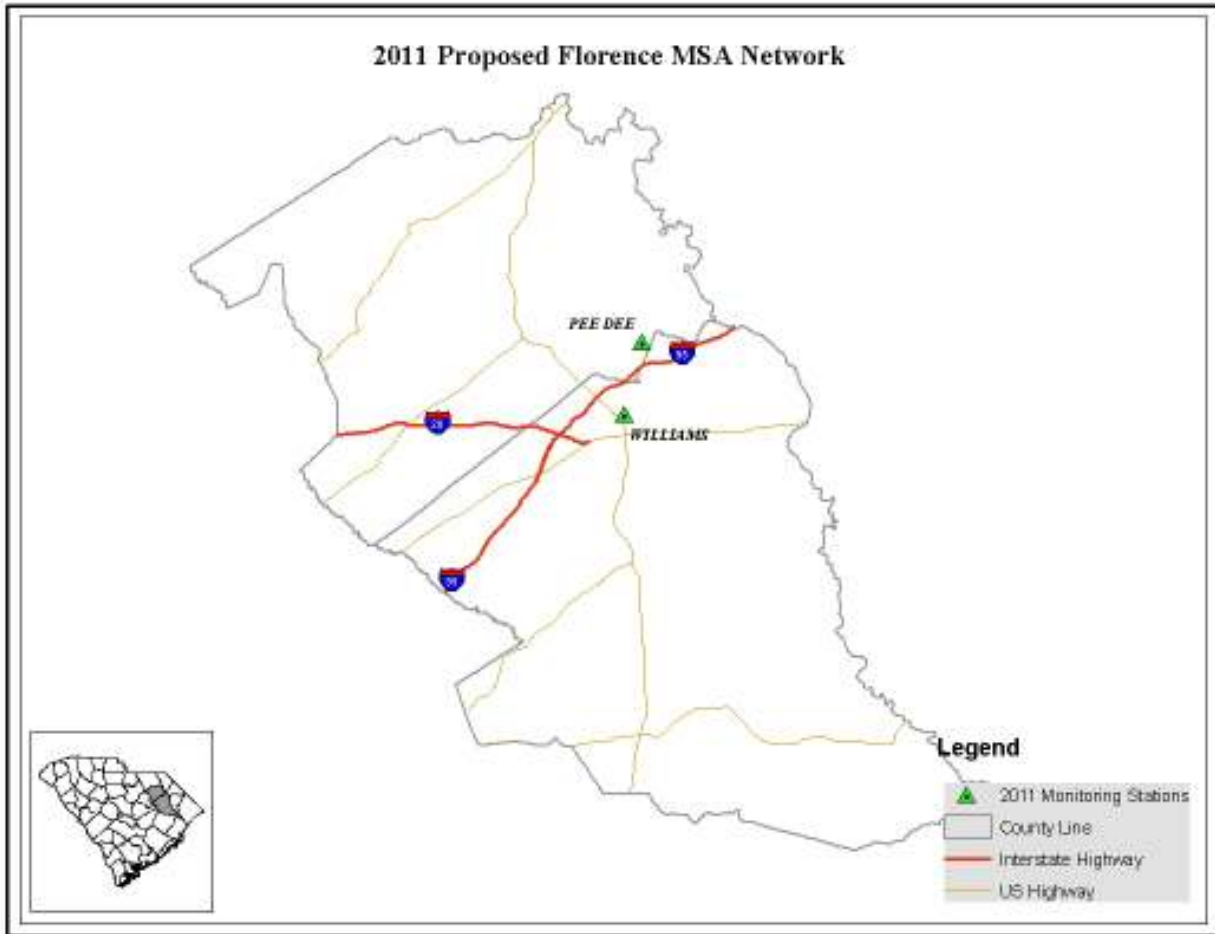 2011 Proposed Florence MSA Network
PEE DEE
95
20
WILLIAMS
95
Legend
2011 Monitoring Stations
County Line
Interstate Highway
US Highway